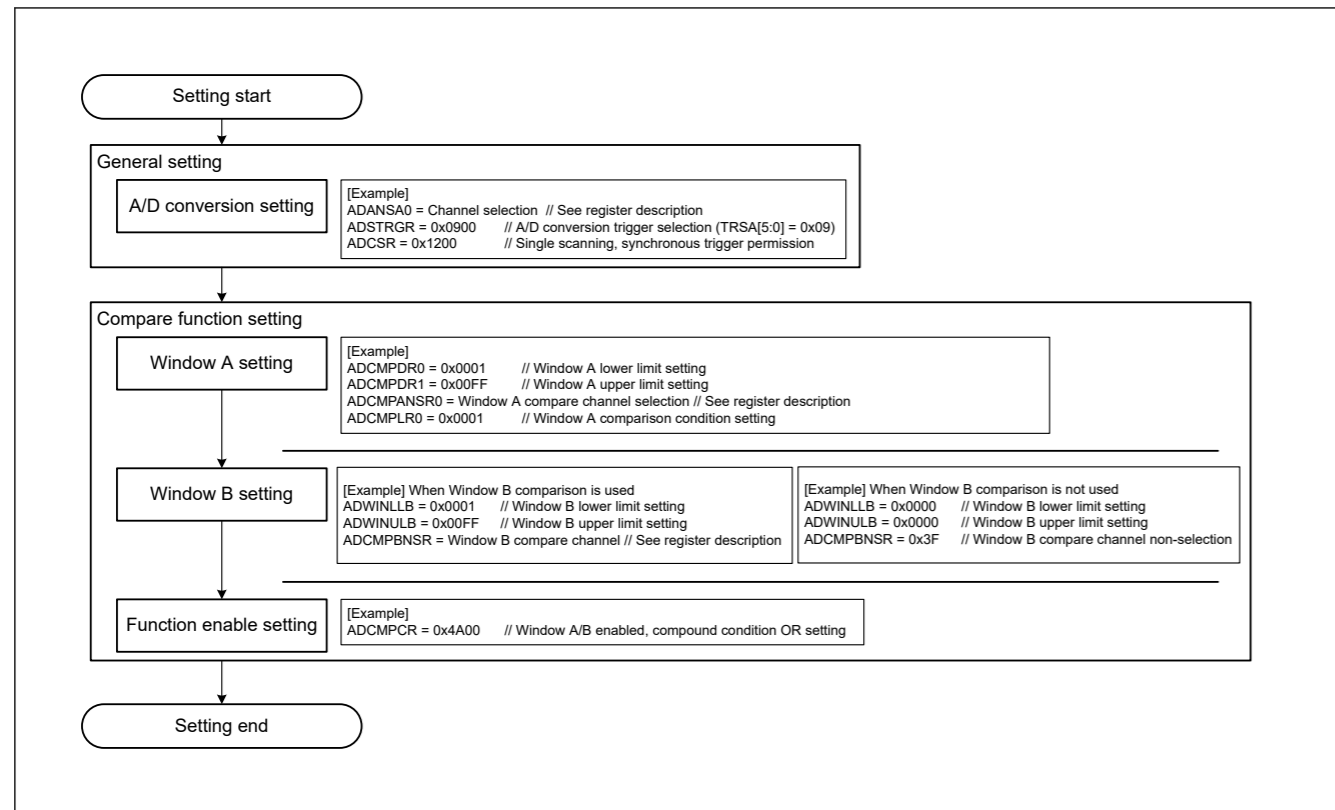 Setting start
General setting
A/D conversion setting
[Example]
ADANSA0 = Channel selection // See register description
ADSTRGR = 0x0900 // A/D conversion trigger selection (TRSA[5:0] = 0x09)
ADCSR = 0x1200 // Single scanning, synchronous trigger permission
Compare function setting
Window A setting
[Example]
ADCMPDR0 = 0x0001 // Window A lower limit setting
ADCMPDR1 = 0x00FF // Window A upper limit setting
ADCMPANSR0 = Window A compare channel selection // See register description
ADCMPLR0 = 0x0001 // Window A comparison condition setting
Window B setting
[Example] When Window B comparison is used
ADWINLLB = 0x0001 // Window B lower limit setting
ADWINULB = 0x00FF // Window B upper limit setting
ADCMPBNSR = Window B compare channel // See register description
[Example] When Window B comparison is not used
ADWINLLB = 0x0000 // Window B lower limit setting
ADWINULB = 0x0000 // Window B upper limit setting
ADCMPBNSR = 0x3F // Window B compare channel non-selection
Function enable setting
[Example]
ADCMPCR = 0x4A00 // Window A/B enabled, compound condition OR setting
Setting end